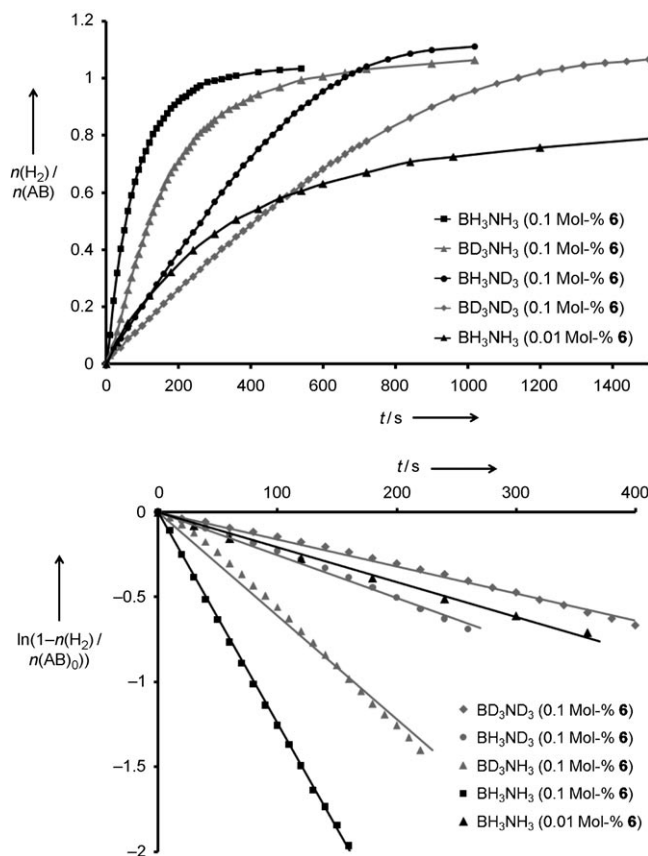 1.2
1
0.8
0.6
0.4
0.2
0
n(H₂)/
n(AB)
BH₃NH₃ (0.1 Mol-% 6)
BD₃NH₃ (0.1 Mol-% 6)
BH₃ND₃ (0.1 Mol-% 6)
BD₃ND₃ (0.1 Mol-% 6)
BH₃NH₃ (0.01 Mol-% 6)
0 200 400 600 800 1000 1200 1400
t/s
t/s
0 100 200 300 400
0
−0.5
−1
−1.5
−2
ln(1–n(H₂)/
n(AB)₀))
BD₃ND₃ (0.1 Mol-% 6)
BH₃ND₃ (0.1 Mol-% 6)
BD₃NH₃ (0.1 Mol-% 6)
BH₃NH₃ (0.1 Mol-% 6)
BH₃NH₃ (0.01 Mol-% 6)